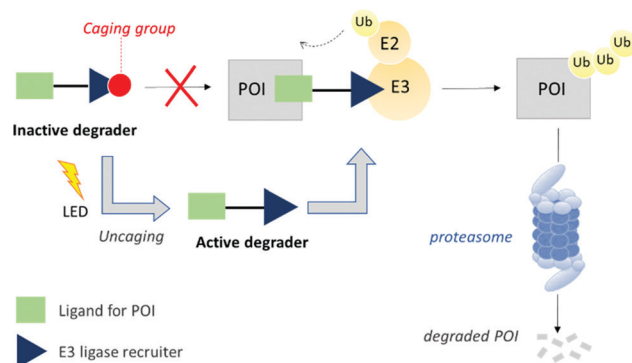 Caging group
Ub
E2
POI
E3
Inactive degrader
LED
Uncaging
Active degrader
Ub
Ub
Ub
POI
proteasome
degraded POI
Ligand for POI
E3 ligase recruiter